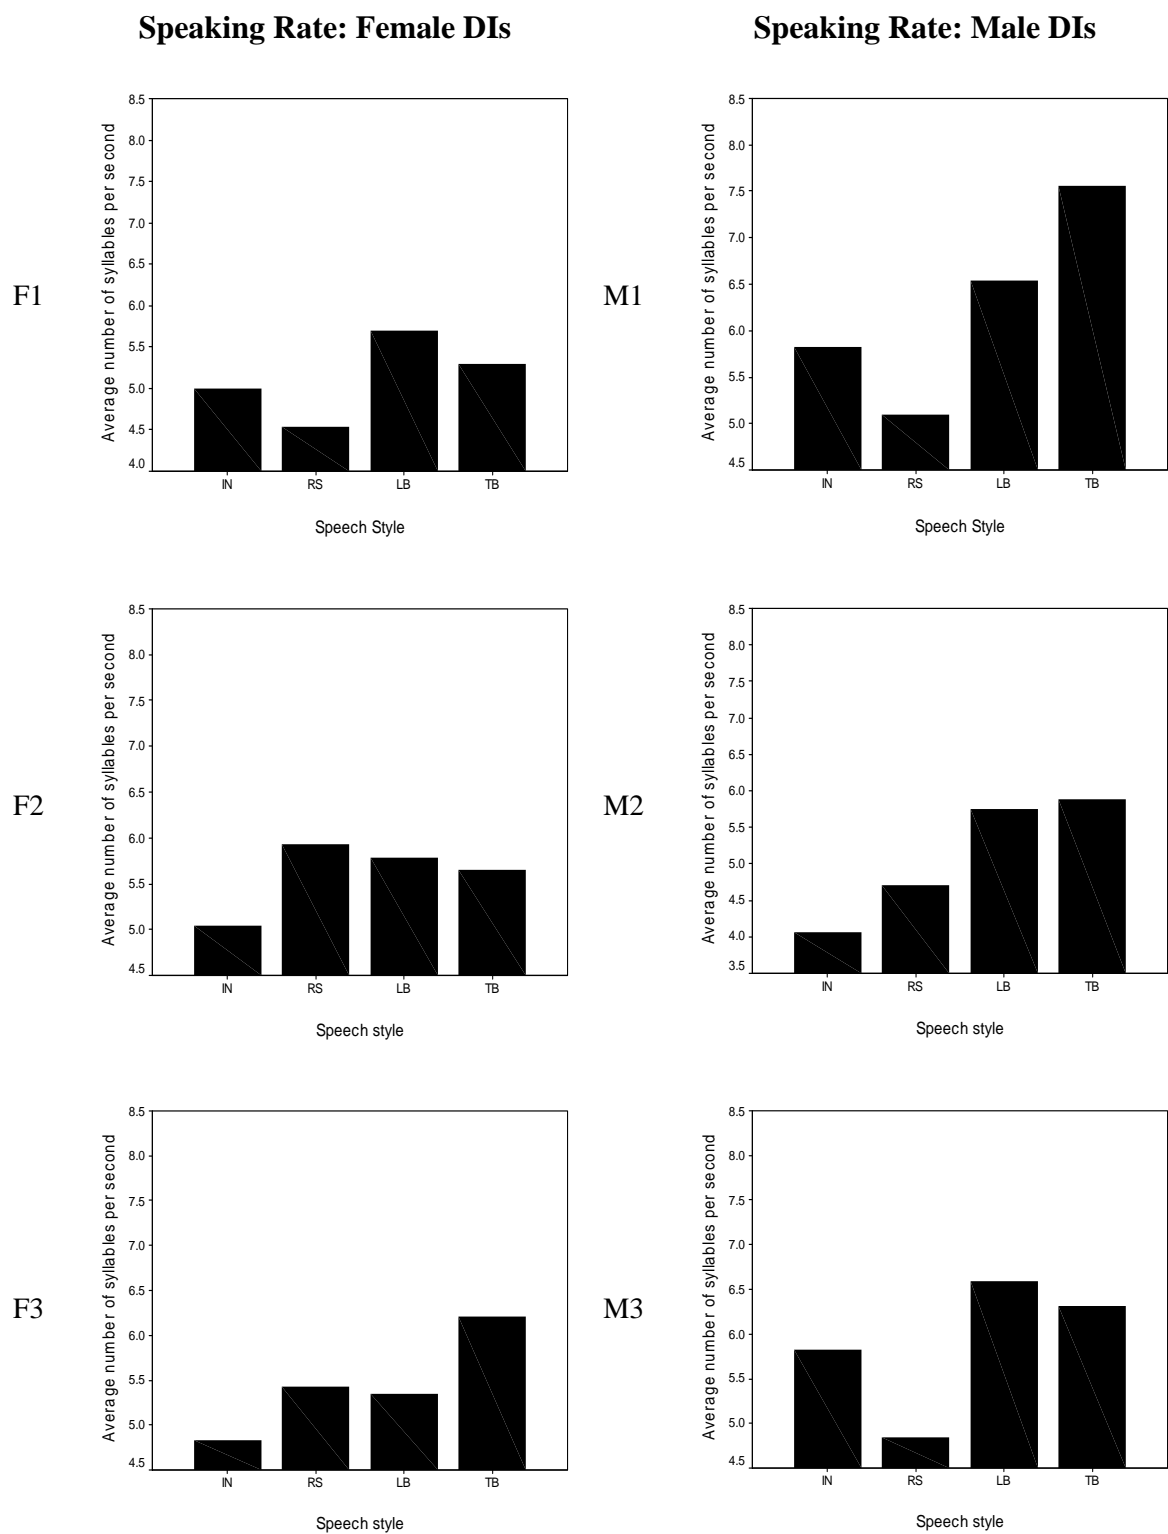 Speaking Rate: Female DIs
Speaking Rate: Male DIs
F1
Average number of syllables per second
8.5
8.0
7.5
7.0
6.5
6.0
5.5
5.0
4.5
4.0
IN RS LB TB
Speech Style
M1
Average number of syllables per second
8.5
8.0
7.5
7.0
6.5
6.0
5.5
5.0
4.5
IN RS LB TB
Speech Style
F2
Average number of syllables per second
8.5
8.0
7.5
7.0
6.5
6.0
5.5
5.0
4.5
IN RS LB TB
Speech style
M2
Average number of syllables per second
8.5
8.0
7.5
7.0
6.5
6.0
5.5
5.0
4.5
4.0
3.5
IN RS LB TB
Speech style
F3
Average number of syllables per second
8.5
8.0
7.5
7.0
6.5
6.0
5.5
5.0
4.5
IN RS LB TB
Speech style
M3
Average number of syllables per second
8.5
8.0
7.5
7.0
6.5
6.0
5.5
5.0
4.5
IN RS LB TB
Speech style